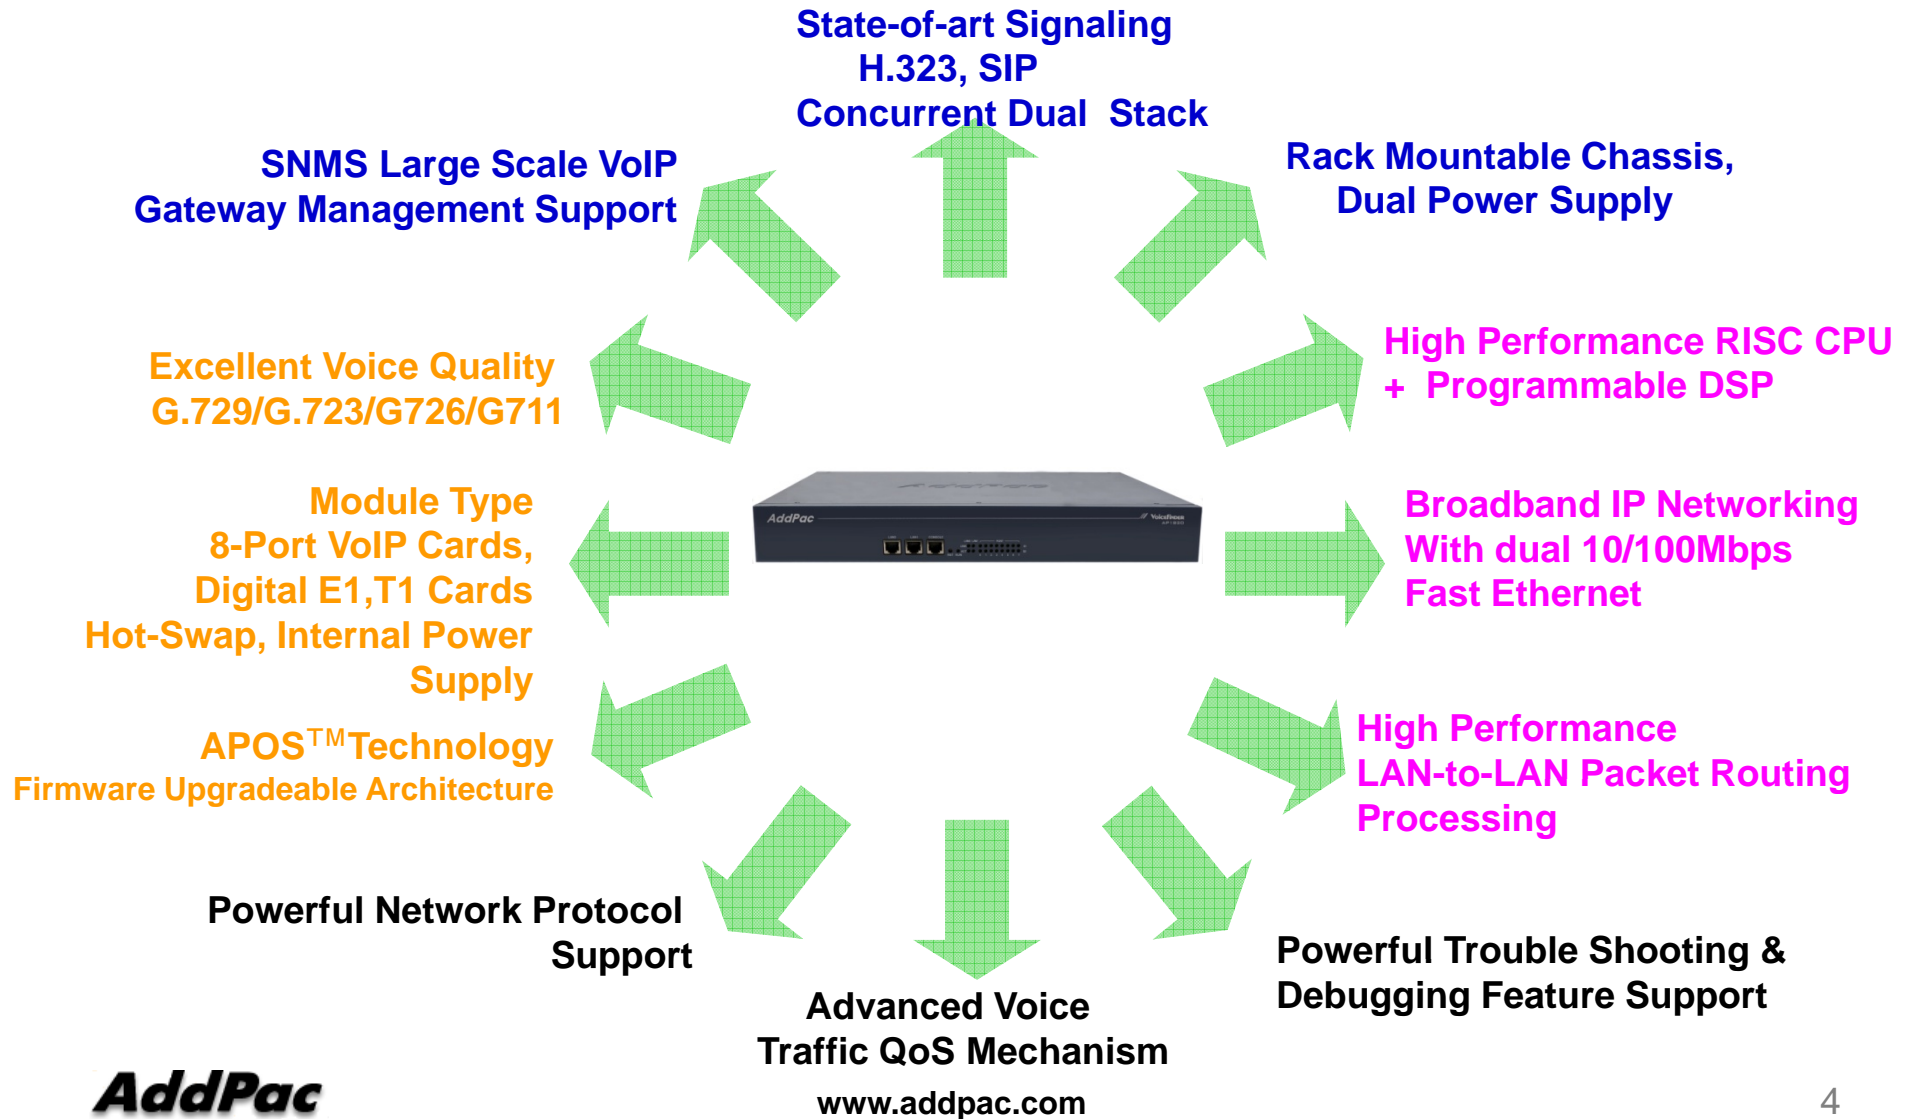 State-of-art Signaling
H.323, SIP
Concurrent Dual Stack
SNMS Large Scale VoIP
Gateway Management Support
Rack Mountable Chassis,
Dual Power Supply
Excellent Voice Quality
G.729/G.723/G726/G711
High Performance RISC CPU
+ Programmable DSP
Module Type
8-Port VoIP Cards,
Digital E1,T1 Cards
Hot-Swap, Internal Power
Supply
AddPac
AddPac
VoiceFinder
Broadband IP Networking
With dual 10/100Mbps
Fast Ethernet
APOS™Technology
Firmware Upgradeable Architecture
High Performance
LAN-to-LAN Packet Routing
Processing
Powerful Network Protocol
Support
Powerful Trouble Shooting &
Debugging Feature Support
Advanced Voice
Traffic QoS Mechanism
AddPac
www.addpac.com
4